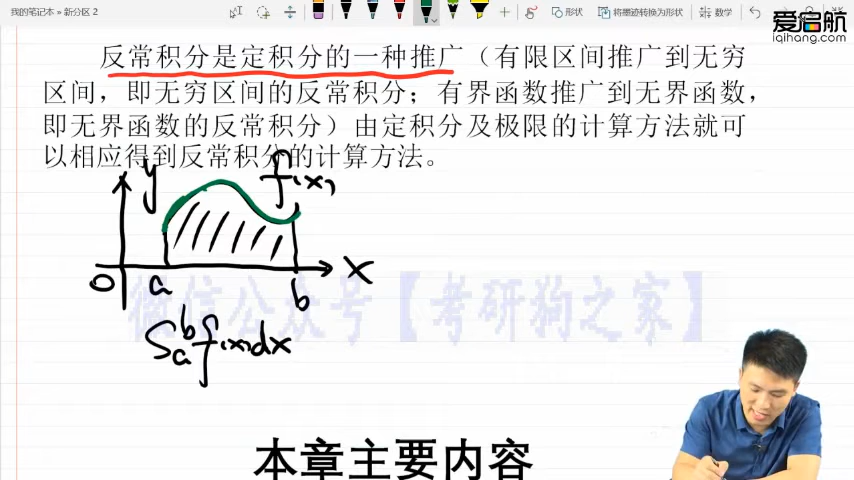 我的笔记本 » 新分区 2
形状
将墨迹转换为形状
数学
爱启航
iqihang.com
反常积分是定积分的一种推广（有限区间推广到无穷
区间，即无穷区间的反常积分；有界函数推广到无界函数，
即无界函数的反常积分）由定积分及极限的计算方法就可
以相应得到反常积分的计算方法。
y
f(x)
O a b x
∫_a^b f(x)dx
微信公众号【考研狗之家】
本章主要内容